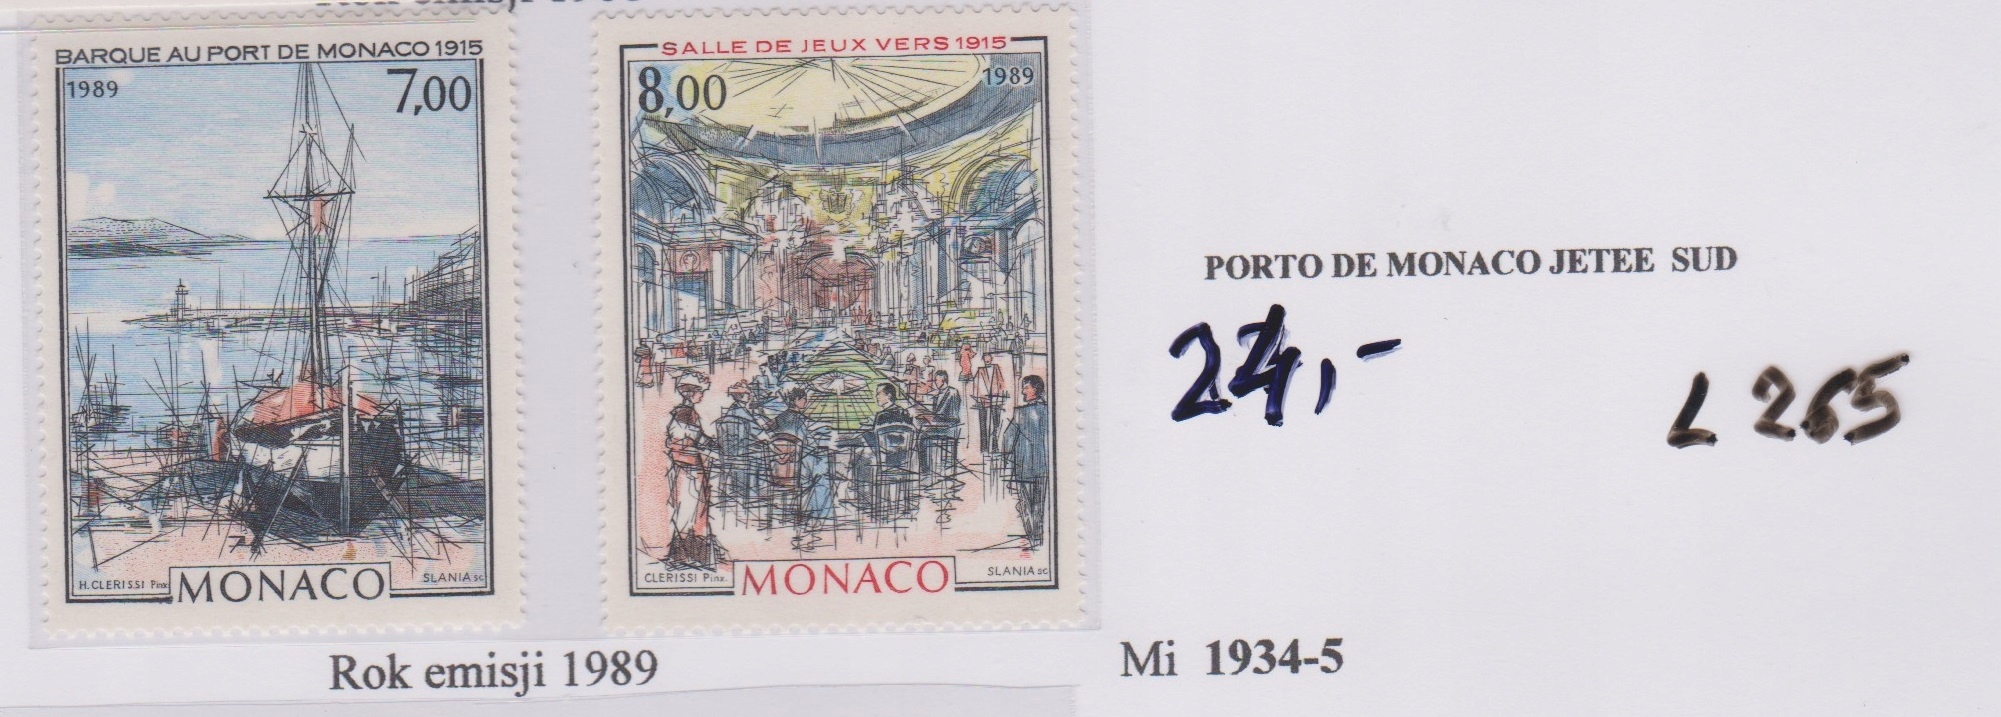 BARQUE AU PORT DE MONACO 1915
1989
7,00
H. CLERISSI Pinx.
SLANIA sc
MONACO
SALLE DE JEUX VERS 1915
8,00
1989
CLERISSI Pinx.
SLANIA sc
MONACO
PORTO DE MONACO JETEE SUD
24,-
L 265
Rok emisji 1989
Mi 1934-5